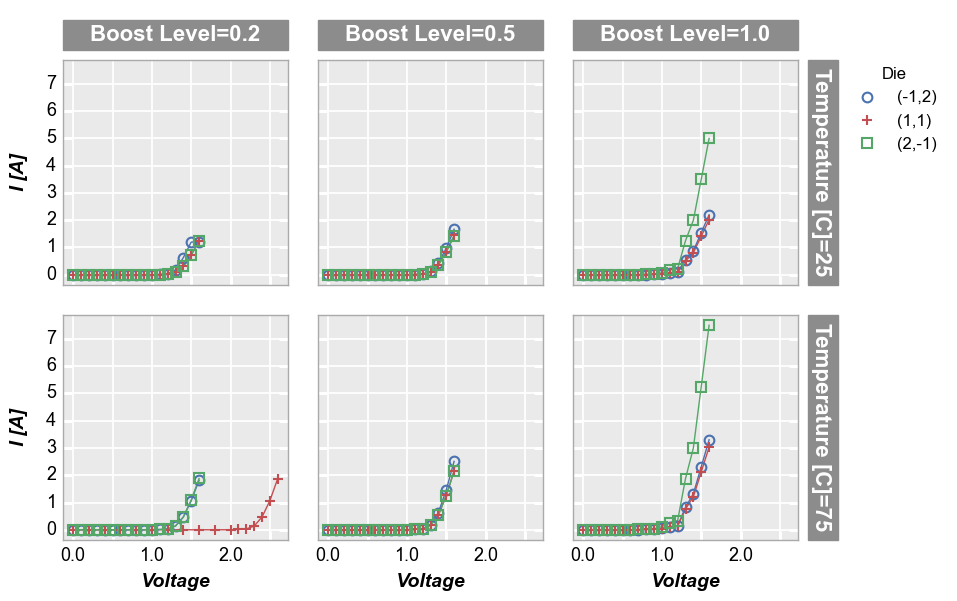 Boost Level=0.2
Boost Level=0.5
Boost Level=1.0
I [A]
7
6
5
4
3
2
1
0
Temperature [C]=25
Die
(-1,2)
(1,1)
(2,-1)
I [A]
7
6
5
4
3
2
1
0
Temperature [C]=75
0.0 1.0 2.0
0.0 1.0 2.0
0.0 1.0 2.0
Voltage
Voltage
Voltage